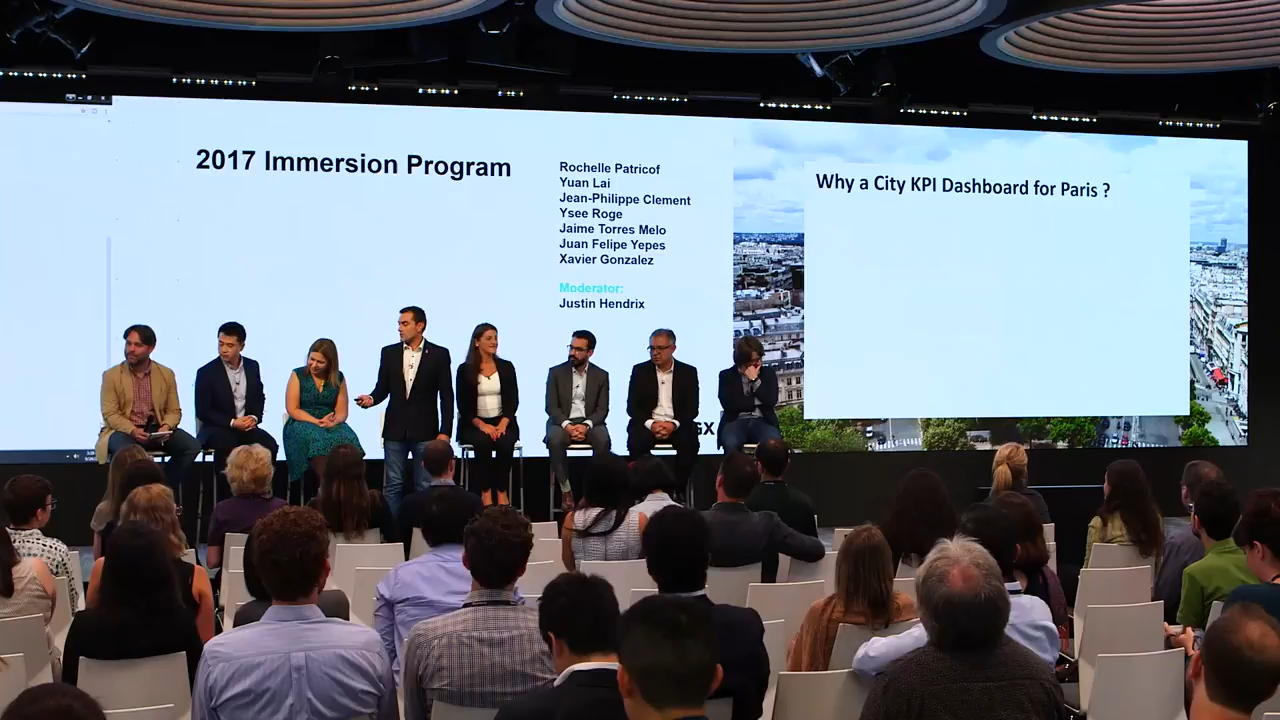 2017 Immersion Program
Rochelle Patricof
Yuan Lai
Jean-Philippe Clement
Ysee Roge
Jaime Torres Melo
Juan Felipe Yepes
Xavier Gonzalez
Moderator:
Justin Hendrix
Why a City KPI Dashboard for Paris ?
GX